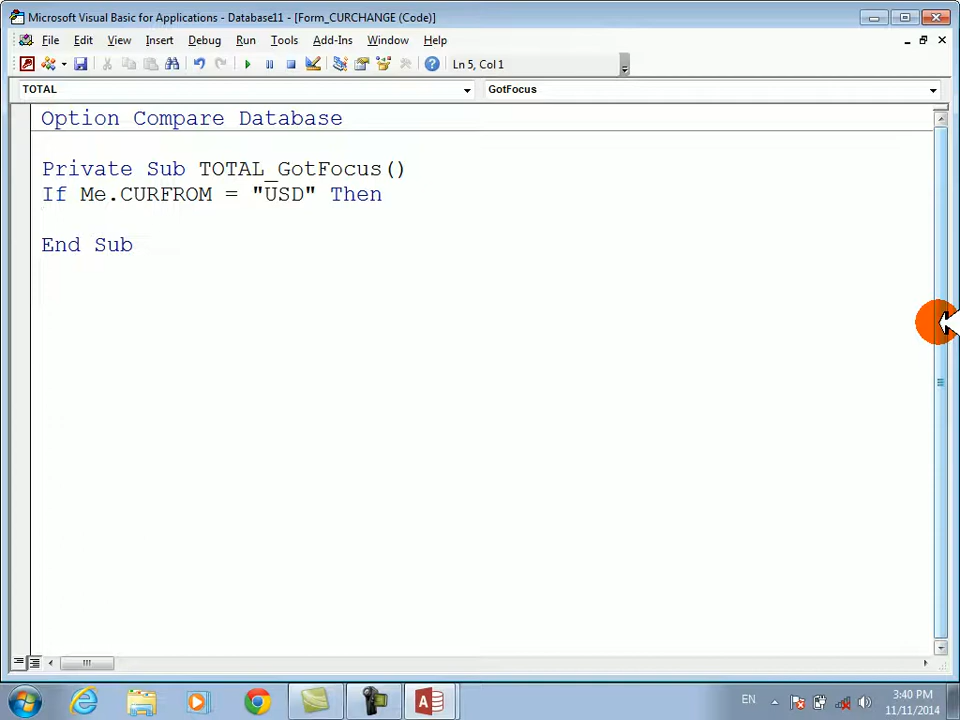 Microsoft Visual Basic for Applications - Database11 - [Form_CURCHANGE (Code)]
File Edit View Insert Debug Run Tools Add-Ins Window Help
Ln 5, Col 1
TOTAL GotFocus
Option Compare Database
Private Sub TOTAL_GotFocus()
If Me.CURFROM = "USD" Then
End Sub
EN 3:40 PM
11/11/2014